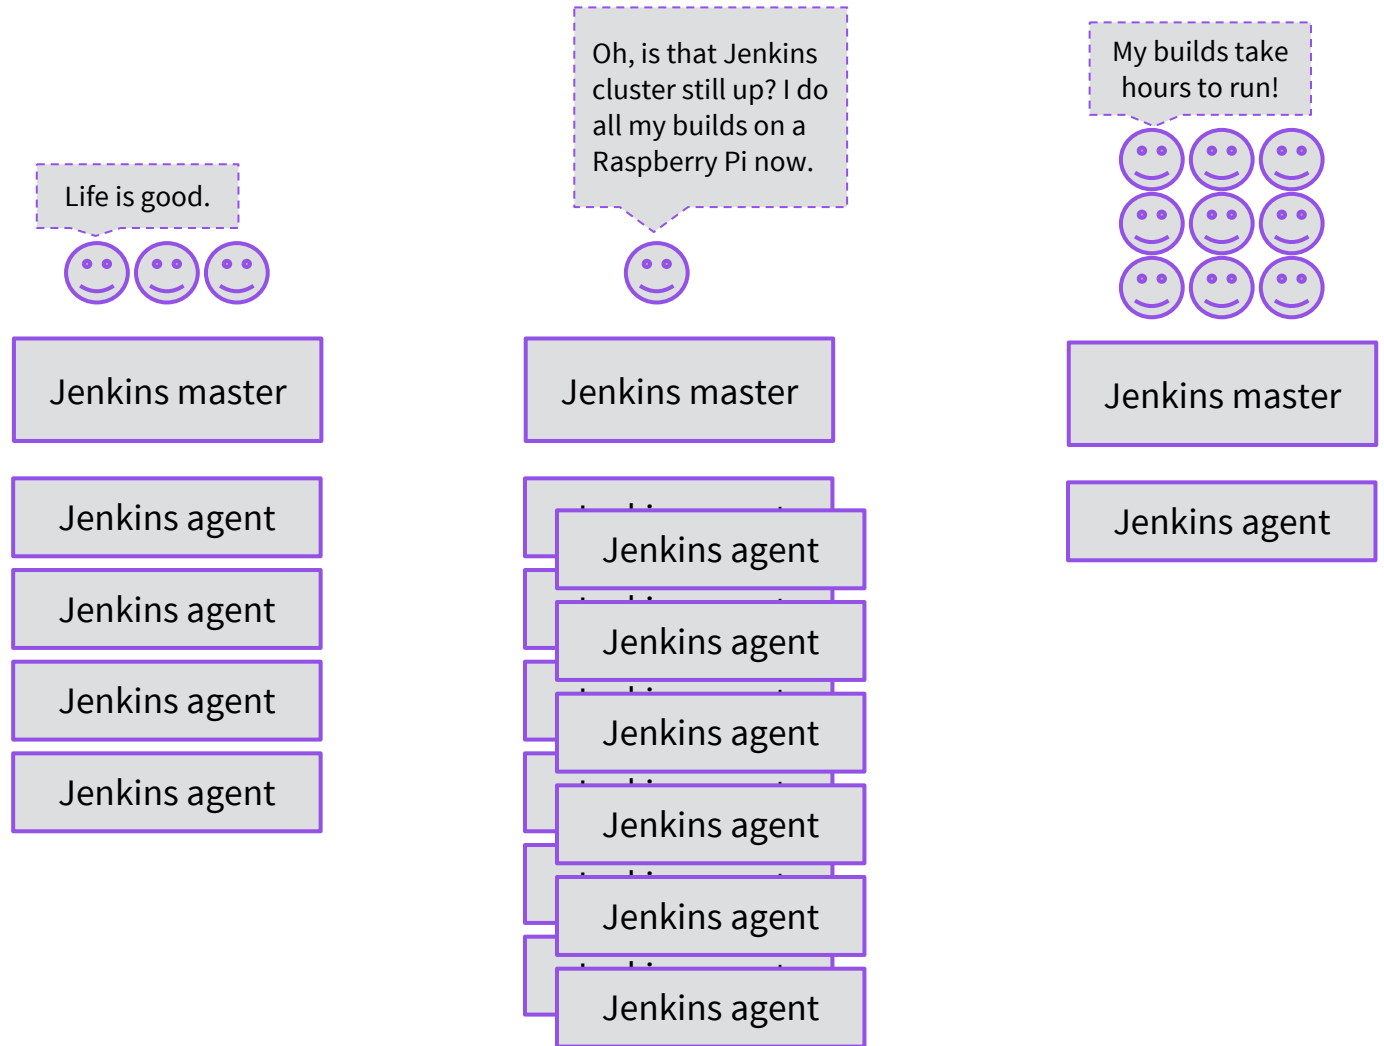 Life is good.
Jenkins master
Jenkins agent
Jenkins agent
Jenkins agent
Jenkins agent
Oh, is that Jenkins
cluster still up? I do
all my builds on a
Raspberry Pi now.
Jenkins master
Jenkins agent
Jenkins agent
Jenkins agent
Jenkins agent
Jenkins agent
Jenkins agent
My builds take
hours to run!
Jenkins master
Jenkins agent